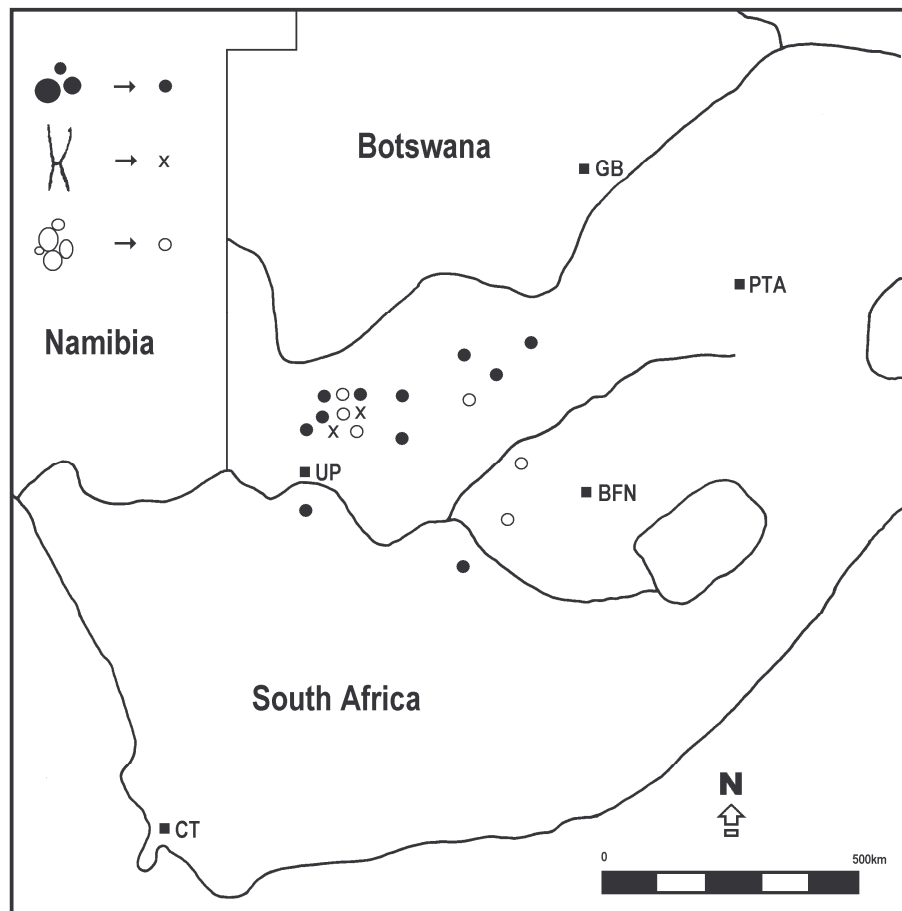 Botswana
GB
x
PTA
Namibia
x
x
UP
BFN
South Africa
N
CT
0 500km